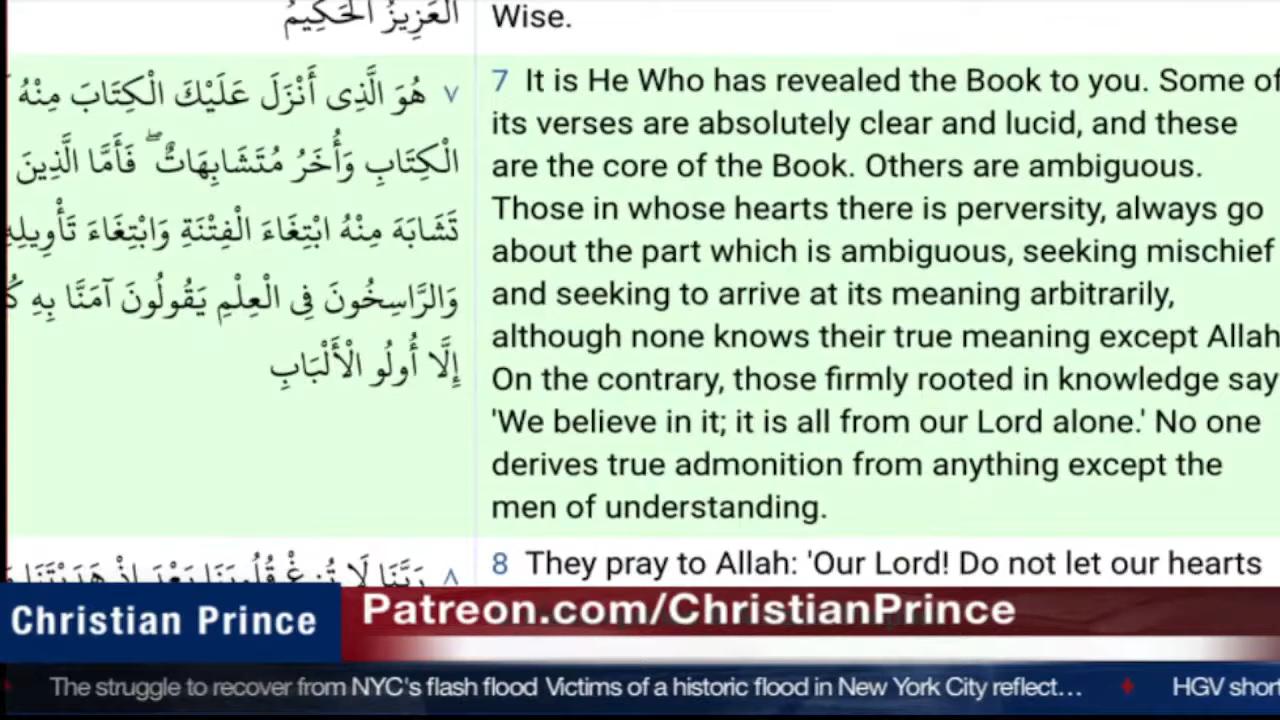 الْعَزِيزُ الْحَكِيمُ
Wise.
٧ هُوَ الَّذِى أَنْزَلَ عَلَيْكَ الْكِتَابَ مِنْهُ
الْكِتَابِ وَأُخَرُ مُتَشَابِهَاتٌ ۖ فَأَمَّا الَّذِينَ
تَشَابَهَ مِنْهُ ابْتِغَاءَ الْفِتْنَةِ وَابْتِغَاءَ تَأْوِيلِهِ
وَالرَّاسِخُونَ فِى الْعِلْمِ يَقُولُونَ آمَنَّا بِهِ
إِلَّا أُولُو الْأَلْبَابِ
7 It is He Who has revealed the Book to you. Some of
its verses are absolutely clear and lucid, and these
are the core of the Book. Others are ambiguous.
Those in whose hearts there is perversity, always go
about the part which is ambiguous, seeking mischief
and seeking to arrive at its meaning arbitrarily,
although none knows their true meaning except Allah
On the contrary, those firmly rooted in knowledge say
'We believe in it; it is all from our Lord alone.' No one
derives true admonition from anything except the
men of understanding.
٨ رَبَّنَا لَا تُزِغْ قُلُوبَنَا بَعْدَ إِذْ هَدَيْتَنَا
8 They pray to Allah: 'Our Lord! Do not let our hearts
Christian Prince
Patreon.com/ChristianPrince
The struggle to recover from NYC's flash flood Victims of a historic flood in New York City reflect... HGV short